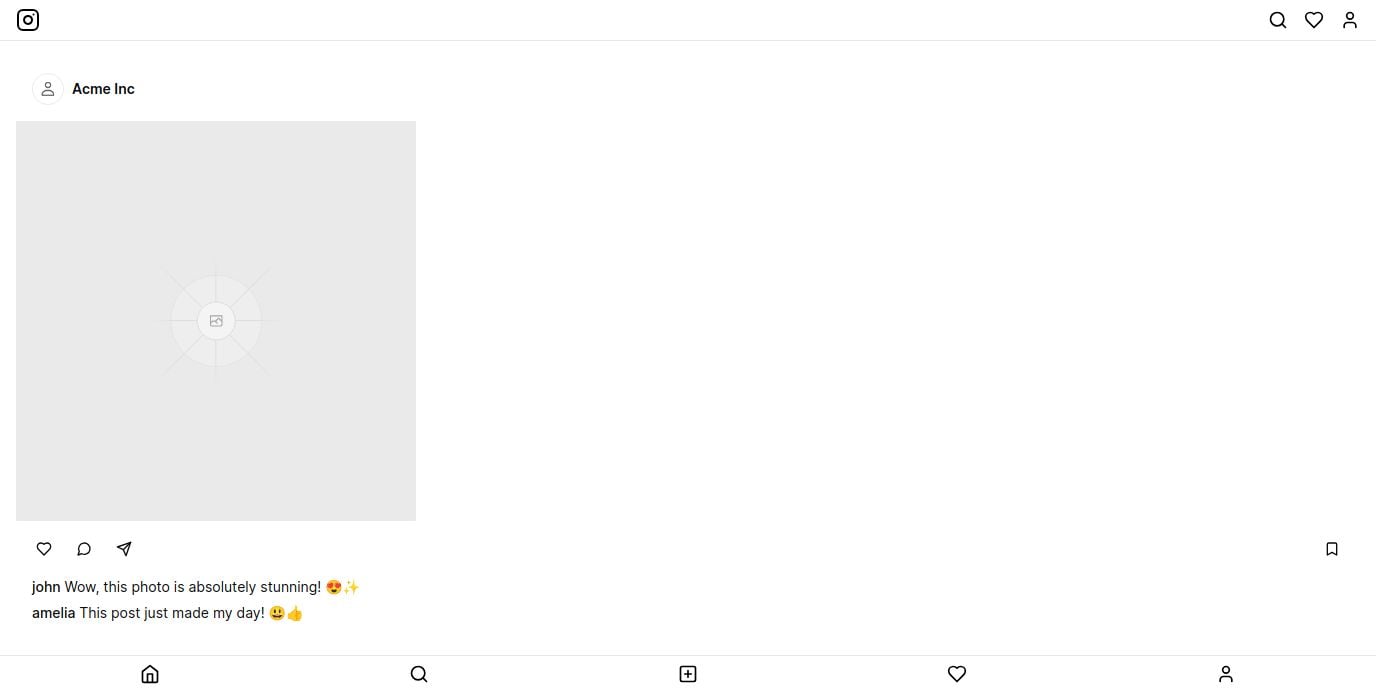 Acme Inc
john Wow, this photo is absolutely stunning! 😍✨
amelia This post just made my day! 😃👍